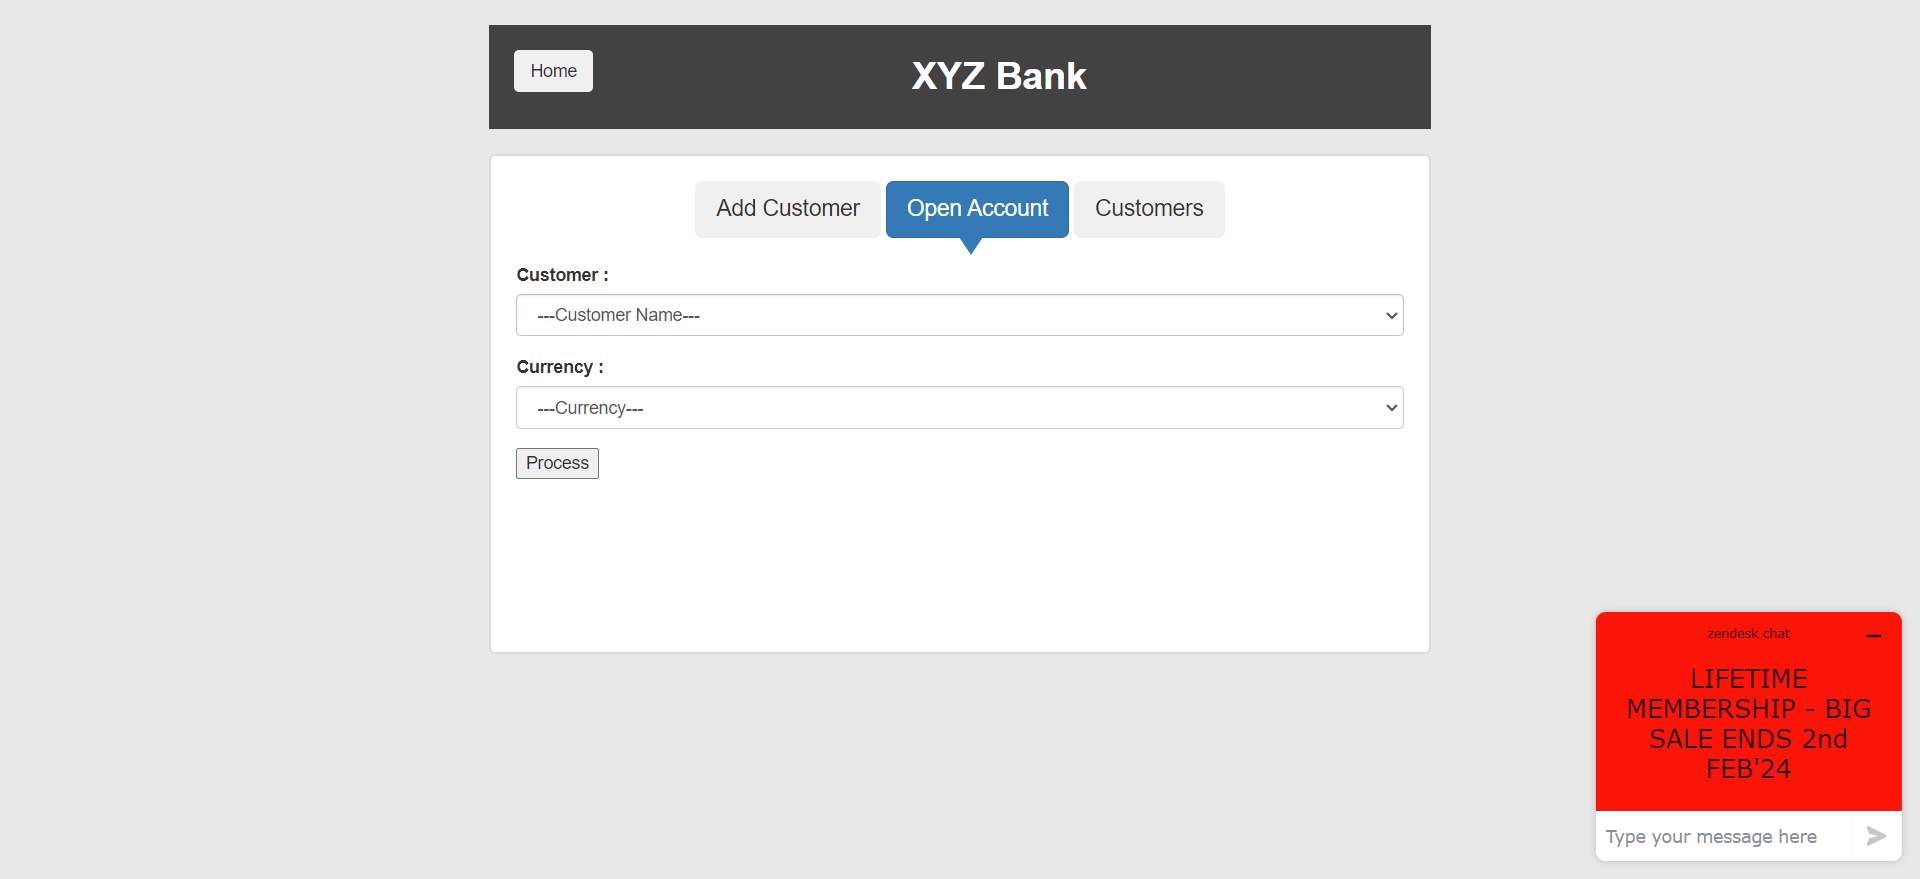 Home
XYZ Bank
Add Customer
Open Account
Customers
Customer :
---Customer Name---
Currency :
---Currency---
Process
zendesk chat
LIFETIME
MEMBERSHIP - BIG
SALE ENDS 2nd
FEB'24
Type your message here